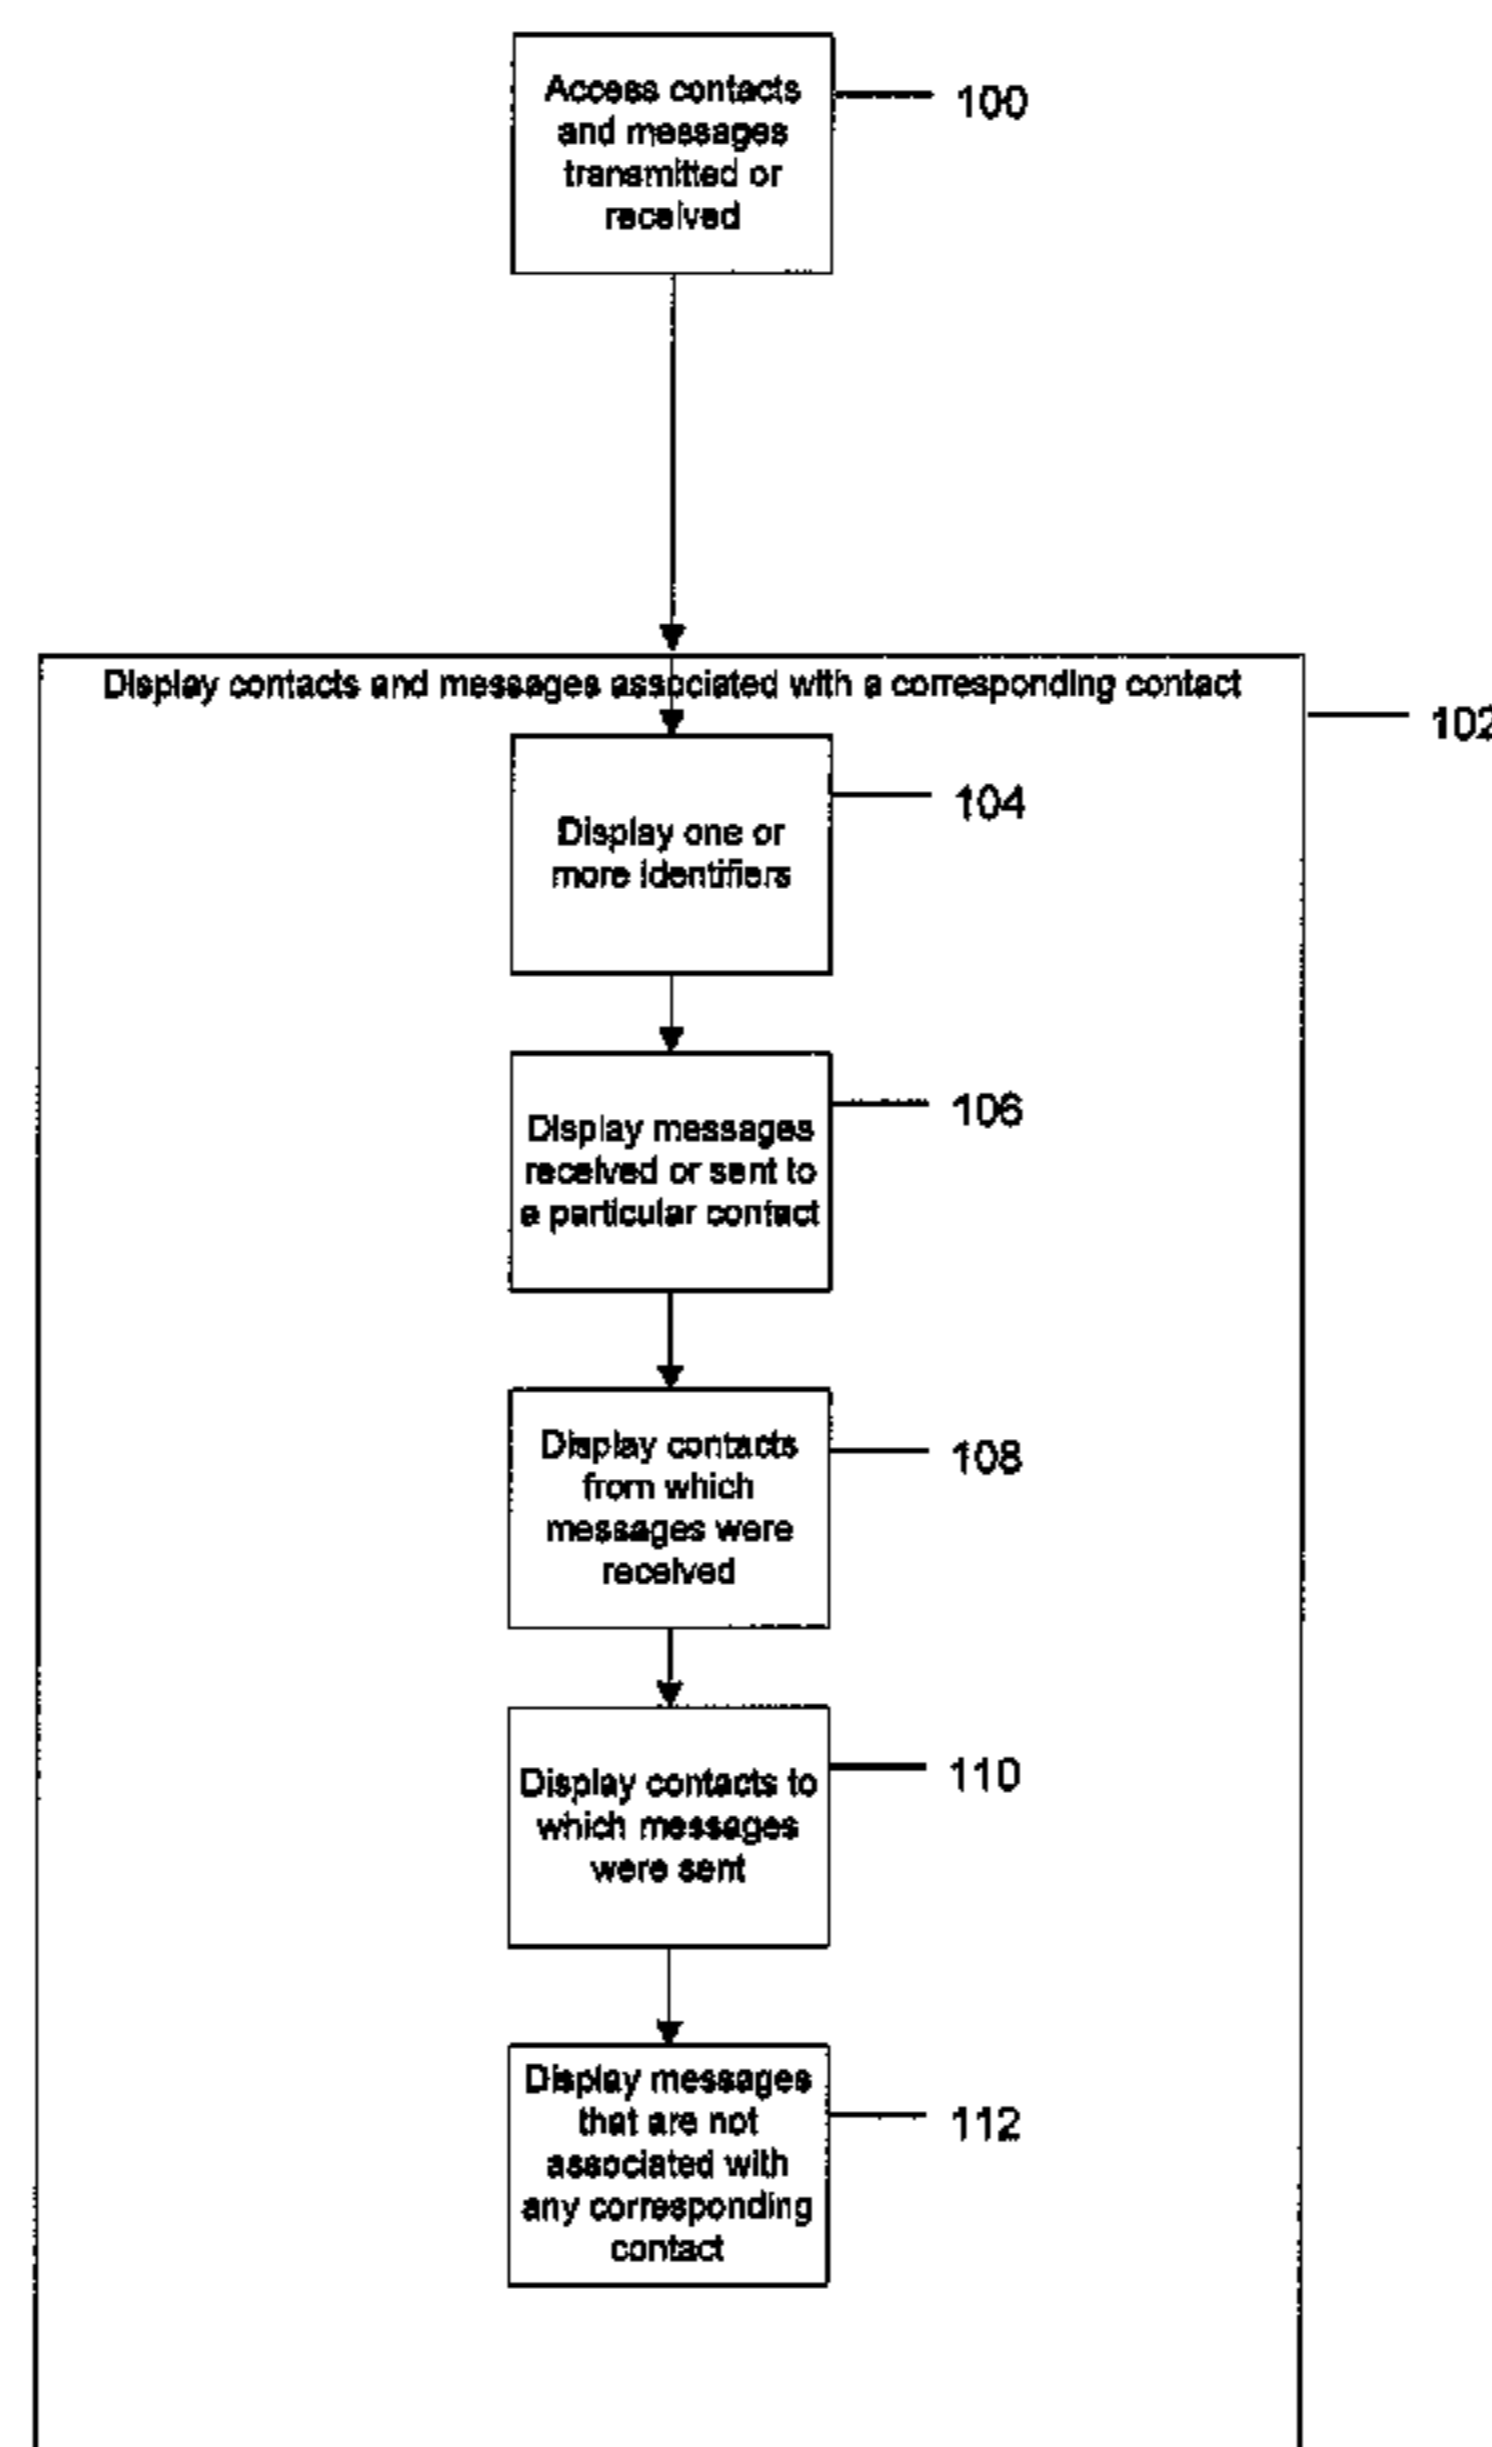 Access contacts
and messages
transmitted or
received
100
Display contacts and messages associated with a corresponding contact
102
Display one or
more identifiers
104
Display messages
received or sent to
a particular contact
106
Display contacts
from which
messages were
received
108
Display contacts to
which messages
were sent
110
Display messages
that are not
associated with
any corresponding
contact
112